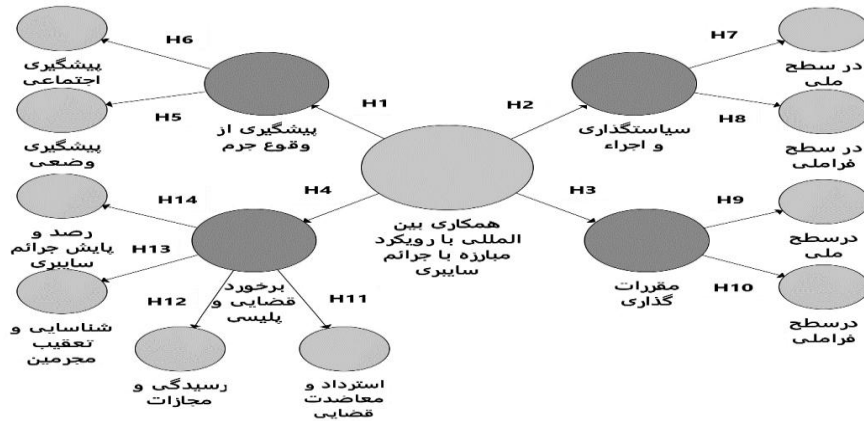 H6
H7
پیشگیری
اجتماعی
در سطح
ملی
H1
H2
H5
H8
پیشگیری از
وقوع جرم
سیاستگذاری
و اجراء
پیشگیری
وضعی
در سطح
فراملی
H4
H3
H14
H9
همکاری بین
المللی با رویکرد
مبارزه با جرائم
سایبری
رصد و
پایش جرائم
سایبری
درسطح
ملی
H13
H10
برخورد
قضایی و
پلیسی
مقررات
گذاری
H12
H11
شناسایی و
تعقیب
مجرمین
درسطح
فراملی
رسیدگی و
مجازات
استرداد و
معاضدت
قضایی